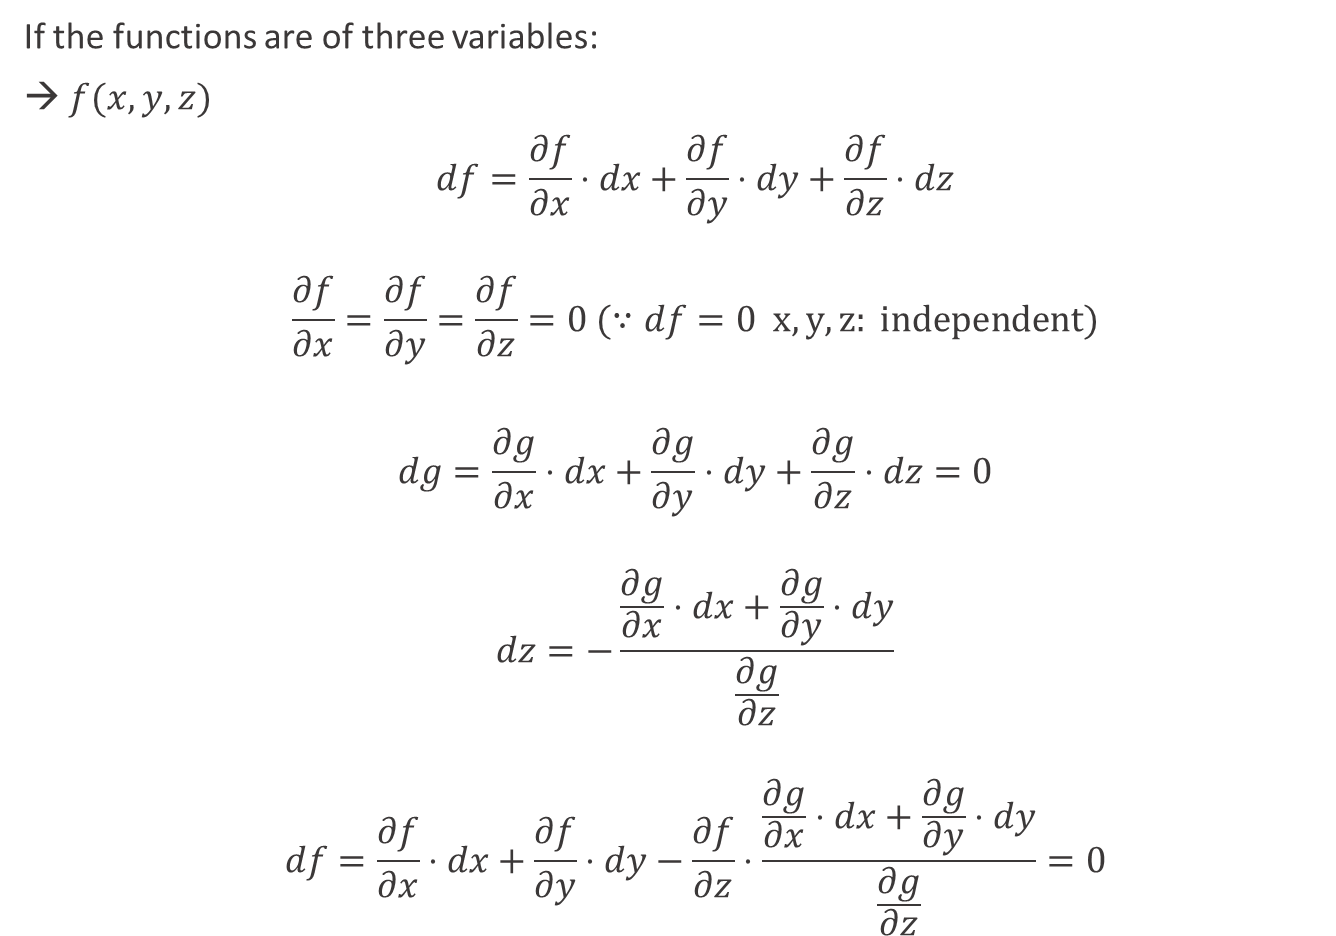 If the functions are of three variables:
→ f(x, y, z)
df = ∂f/∂x · dx + ∂f/∂y · dy + ∂f/∂z · dz
∂f/∂x = ∂f/∂y = ∂f/∂z = 0 (∵ df = 0 x, y, z: independent)
dg = ∂g/∂x · dx + ∂g/∂y · dy + ∂g/∂z · dz = 0
dz = − (∂g/∂x · dx + ∂g/∂y · dy) / (∂g/∂z)
df = ∂f/∂x · dx + ∂f/∂y · dy − ∂f/∂z · (∂g/∂x · dx + ∂g/∂y · dy) / (∂g/∂z) = 0